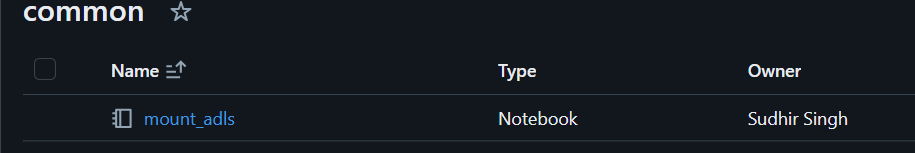 common
Name Type Owner
mount_adls Notebook Sudhir Singh